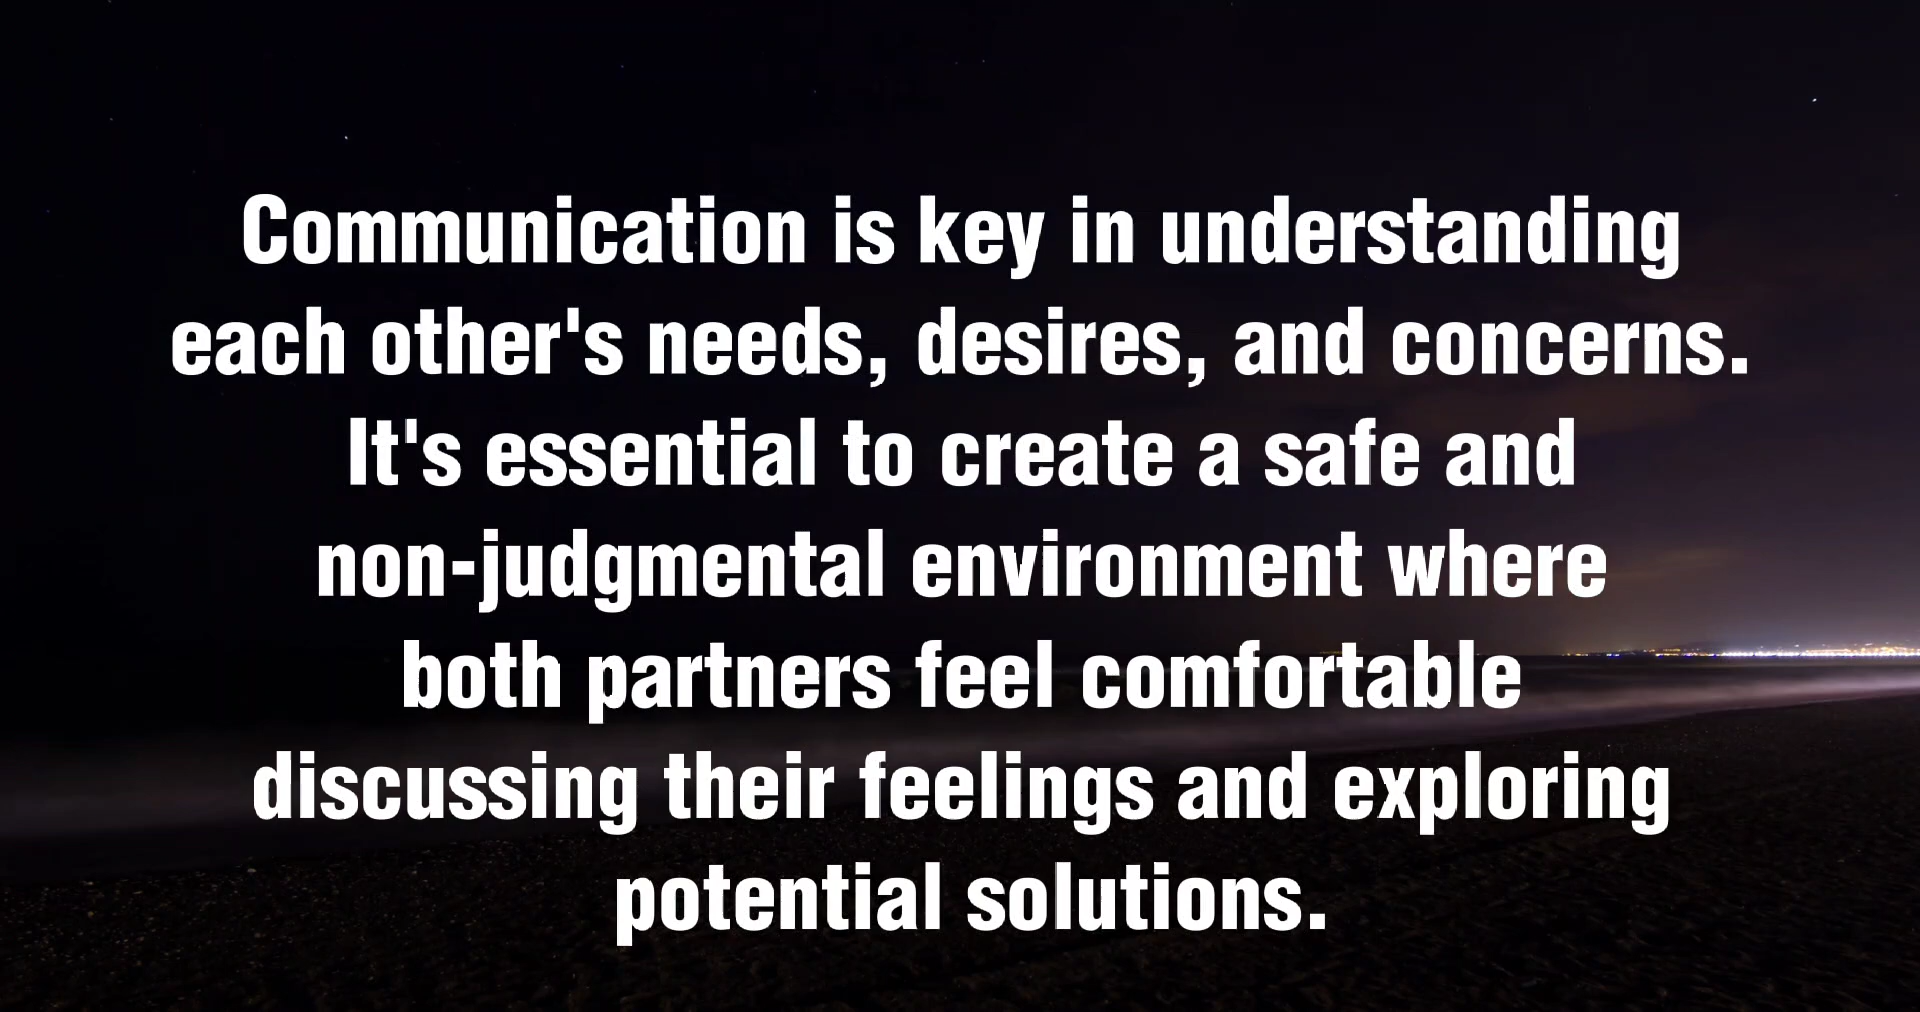 Communication is key in understanding
each other's needs, desires, and concerns.
It's essential to create a safe and
non-judgmental environment where
both partners feel comfortable
discussing their feelings and exploring
potential solutions.